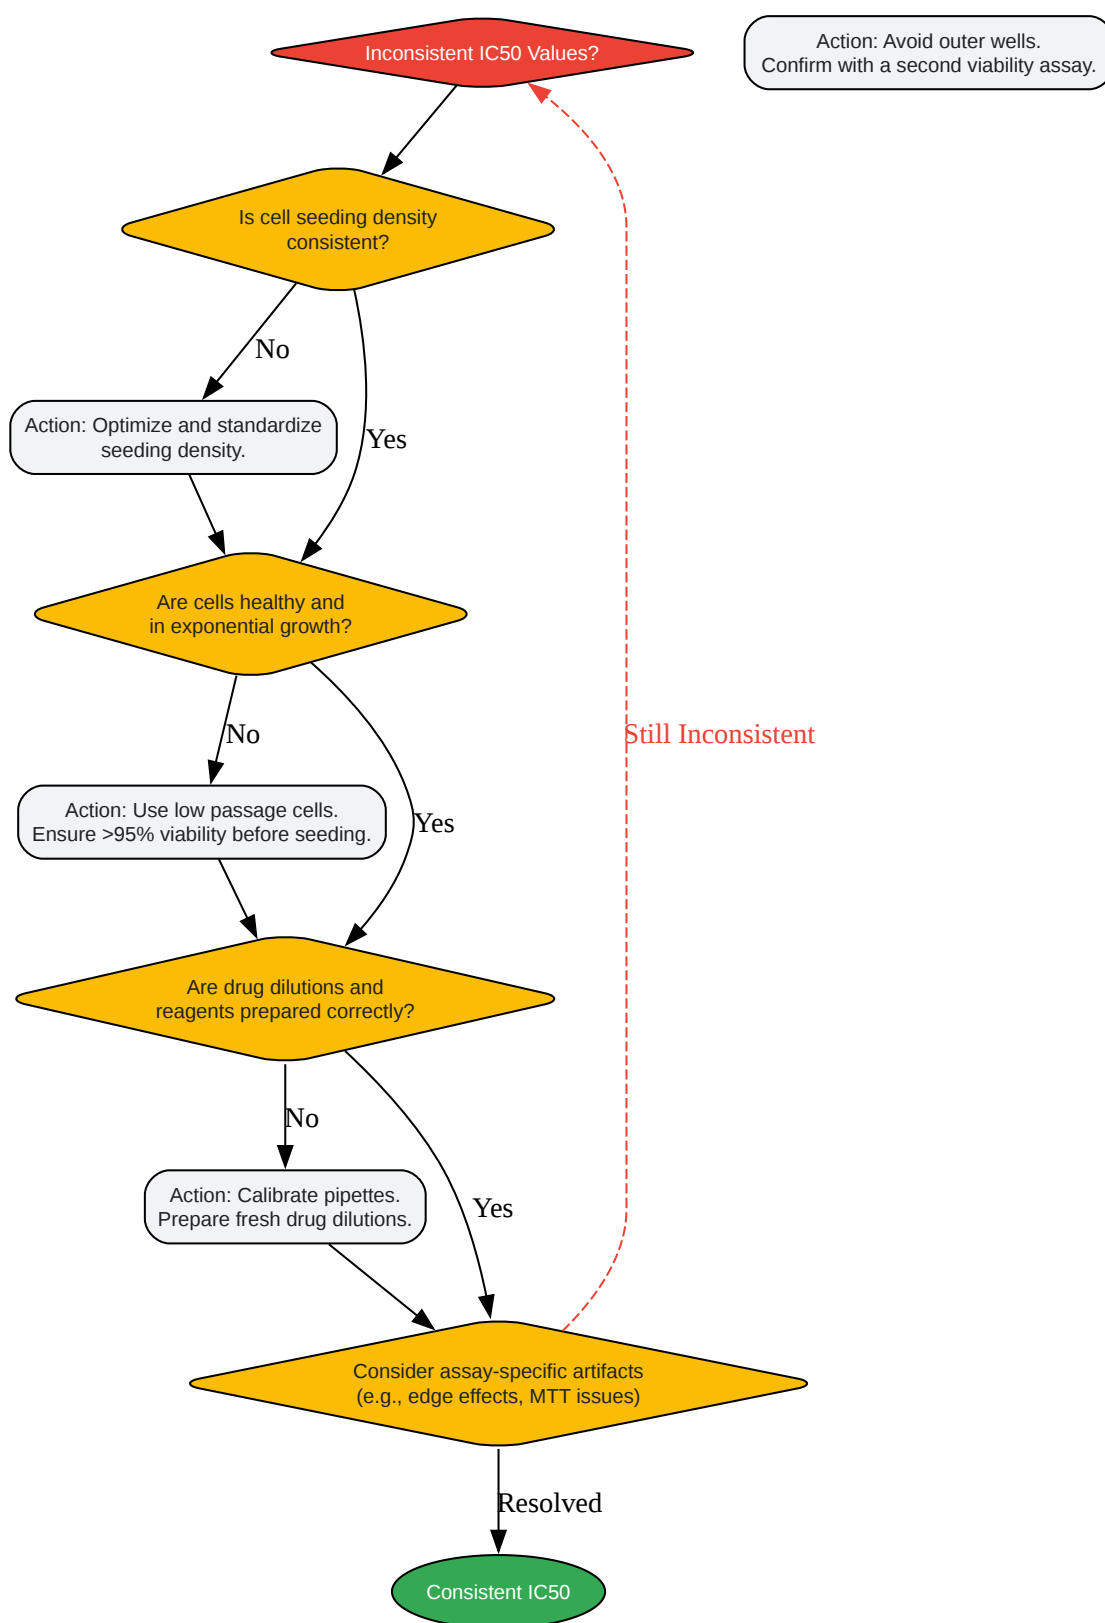 Inconsistent IC50 Values?
Action: Avoid outer wells.
Confirm with a second viability assay.
Is cell seeding density
consistent?
No
Yes
Action: Optimize and standardize
seeding density.
Are cells healthy and
in exponential growth?
No
Still Inconsistent
Action: Use low passage cells.
Ensure >95% viability before seeding.
Yes
Are drug dilutions and
reagents prepared correctly?
No
Action: Calibrate pipettes.
Prepare fresh drug dilutions.
Yes
Consider assay-specific artifacts
(e.g., edge effects, MTT issues)
Resolved
Consistent IC50